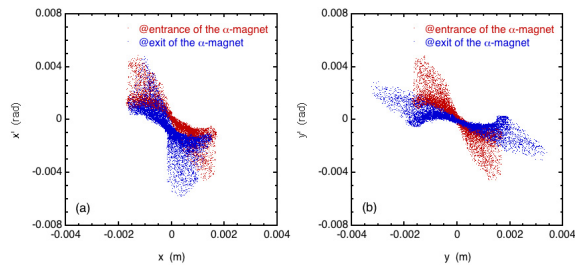 0.008
@entrance of the α-magnet
@exit of the α-magnet
0.004
0
-0.004
-0.008
x' (rad)
(a)
-0.004
-0.002
0
0.002
0.004
x (m)
0.008
@entrance of the α-magnet
@exit of the α-magnet
0.004
0
-0.004
-0.008
y' (rad)
(b)
-0.004
-0.002
0
0.002
0.004
y (m)